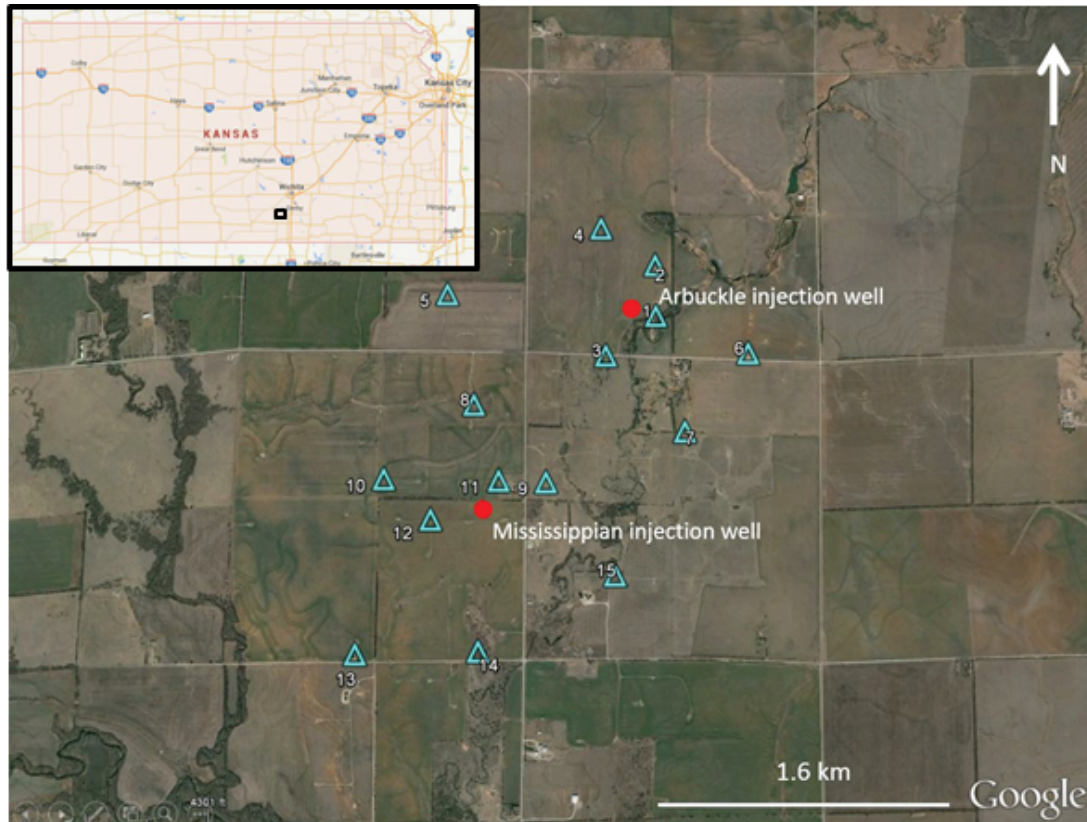 Colby
Manhattan
Junction City
Kansas City
Topeka
Overland Park
Hays
Salina
KANSAS
Great Bend
Emporia
Garden City
Hutchinson
Dodge City
Wichita
Liberal
Pittsburg
Bartlesville
N
4
2
5
Arbuckle injection well
1
3
6
8
7
10
11
9
12
Mississippian injection well
15
13
14
1.6 km
4301 ft
Google